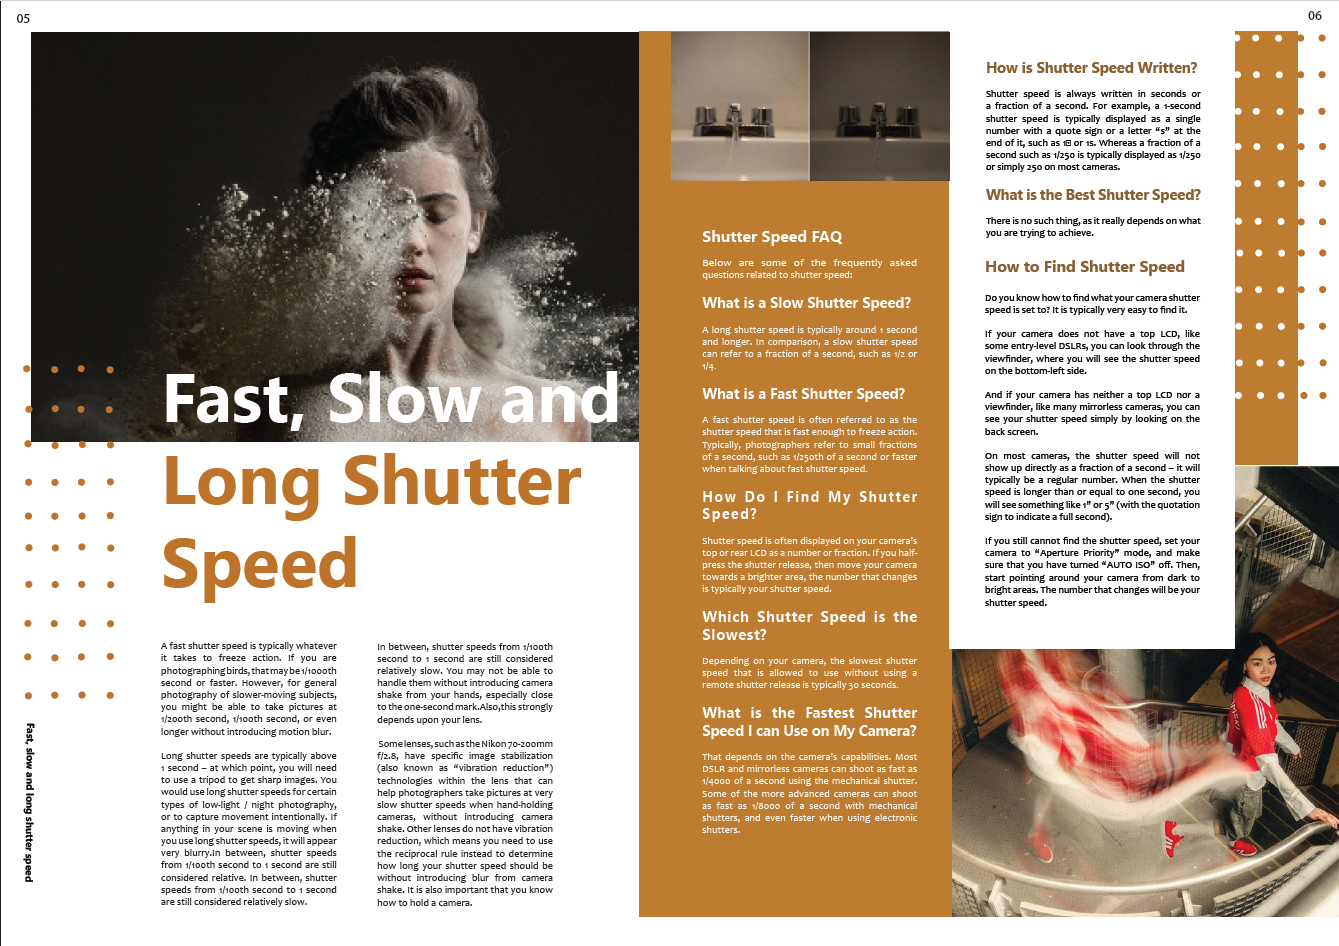 05
06
Fast, Slow and
Long Shutter
Speed
A fast shutter speed is typically whatever
it takes to freeze action. If you are
photographing birds, that may be 1/1000th
second or faster. However, for general
photography of slower-moving subjects,
you might be able to take pictures at
1/200th second, 1/100th second, or even
longer without introducing motion blur.
Long shutter speeds are typically above
1 second – at which point, you will need
to use a tripod to get sharp images. You
would use long shutter speeds for certain
types of low-light / night photography,
or to capture movement intentionally. If
anything in your scene is moving when
you use long shutter speeds, it will appear
very blurry.In between, shutter speeds
from 1/100th second to 1 second are still
considered relative. In between, shutter
speeds from 1/100th second to 1 second
are still considered relatively slow.
In between, shutter speeds from 1/100th
second to 1 second are still considered
relatively slow. You may not be able to
handle them without introducing camera
shake from your hands, especially close
to the one-second mark.Also,this strongly
depends upon your lens.
Some lenses, such as the Nikon 70-200mm
f/2.8, have specific image stabilization
(also known as “vibration reduction”)
technologies within the lens that can
help photographers take pictures at very
slow shutter speeds when hand-holding
cameras, without introducing camera
shake. Other lenses do not have vibration
reduction, which means you need to use
the reciprocal rule instead to determine
how long your shutter speed should be
without introducing blur from camera
shake. It is also important that you know
how to hold a camera.
Fast, slow and long shutter speed
Shutter Speed FAQ
Below are some of the frequently asked
questions related to shutter speed:
What is a Slow Shutter Speed?
A long shutter speed is typically around 1 second
and longer. In comparison, a slow shutter speed
can refer to a fraction of a second, such as 1/2 or
1/4.
What is a Fast Shutter Speed?
A fast shutter speed is often referred to as the
shutter speed that is fast enough to freeze action.
Typically, photographers refer to small fractions
of a second, such as 1/250th of a second or faster
when talking about fast shutter speed.
How Do I Find My Shutter
Speed?
Shutter speed is often displayed on your camera’s
top or rear LCD as a number or fraction. If you half-
press the shutter release, then move your camera
towards a brighter area, the number that changes
is typically your shutter speed.
Which Shutter Speed is the
Slowest?
Depending on your camera, the slowest shutter
speed that is allowed to use without using a
remote shutter release is typically 30 seconds.
What is the Fastest Shutter
Speed I can Use on My Camera?
That depends on the camera’s capabilities. Most
DSLR and mirrorless cameras can shoot as fast as
1/4000 of a second using the mechanical shutter.
Some of the more advanced cameras can shoot
as fast as 1/8000 of a second with mechanical
shutters, and even faster when using electronic
shutters.
How is Shutter Speed Written?
Shutter speed is always written in seconds or
a fraction of a second. For example, a 1-second
shutter speed is typically displayed as a single
number with a quote sign or a letter “s” at the
end of it, such as 1 or 1s. Whereas a fraction of a
second such as 1/250 is typically displayed as 1/250
or simply 250 on most cameras.
What is the Best Shutter Speed?
There is no such thing, as it really depends on what
you are trying to achieve.
How to Find Shutter Speed
Do you know how to find what your camera shutter
speed is set to? It is typically very easy to find it.
If your camera does not have a top LCD, like
some entry-level DSLRs, you can look through the
viewfinder, where you will see the shutter speed
on the bottom-left side.
And if your camera has neither a top LCD nor a
viewfinder, like many mirrorless cameras, you can
see your shutter speed simply by looking on the
back screen.
On most cameras, the shutter speed will not
show up directly as a fraction of a second – it will
typically be a regular number. When the shutter
speed is longer than or equal to one second, you
will see something like 1” or 5” (with the quotation
sign to indicate a full second).
If you still cannot find the shutter speed, set your
camera to “Aperture Priority” mode, and make
sure that you have turned “AUTO ISO” off. Then,
start pointing around your camera from dark to
bright areas. The number that changes will be your
shutter speed.